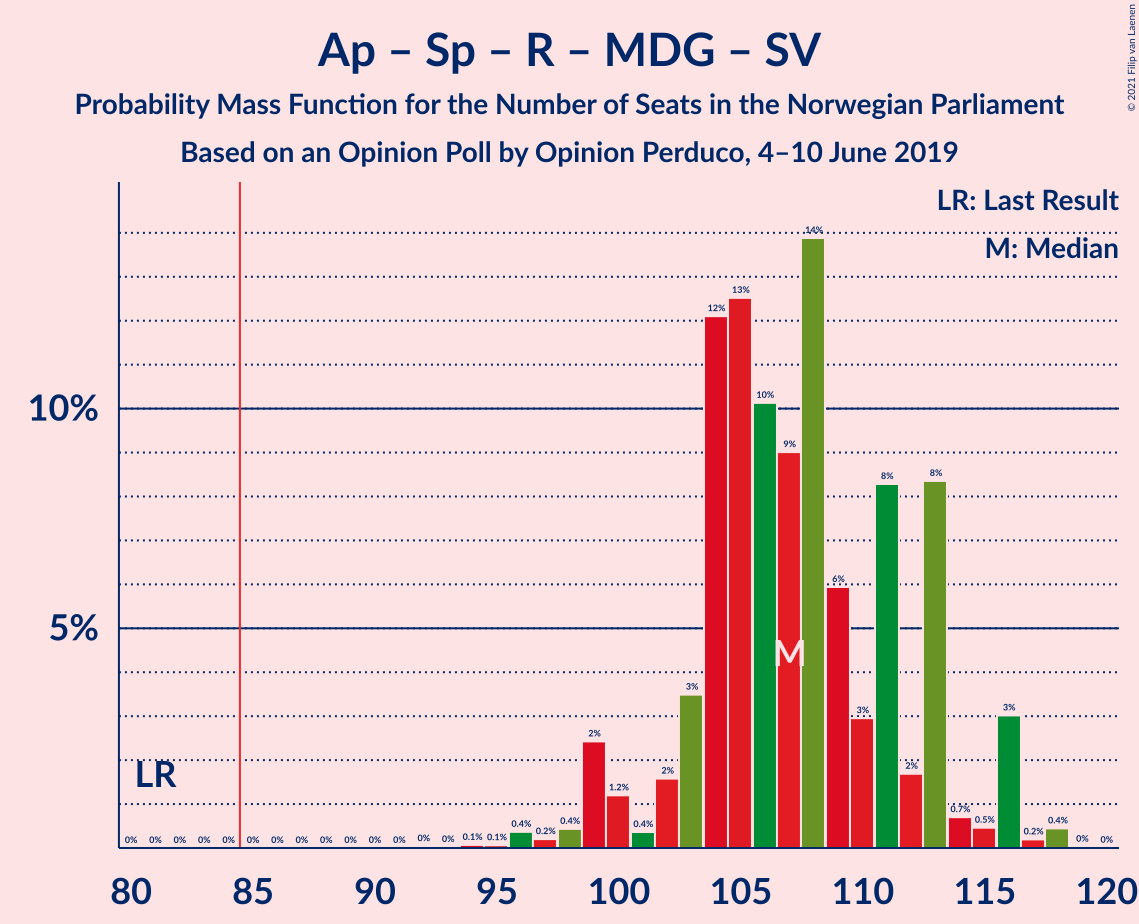 Ap – Sp – R – MDG – SV
Probability Mass Function for the Number of Seats in the Norwegian Parliament
Based on an Opinion Poll by Opinion Perduco, 4–10 June 2019
© 2021 Filip van Laenen
LR: Last Result
M: Median
10%
5%
LR
M
0% 0% 0% 0% 0% 0% 0% 0% 0% 0% 0% 0% 0% 0% 0.1% 0.1% 0.4% 0.2% 0.4% 2% 1.2% 0.4% 2% 3% 12% 13% 10% 9% 14% 6% 3% 8% 2% 8% 0.7% 0.5% 3% 0.2% 0.4% 0% 0%
80 85 90 95 100 105 110 115 120